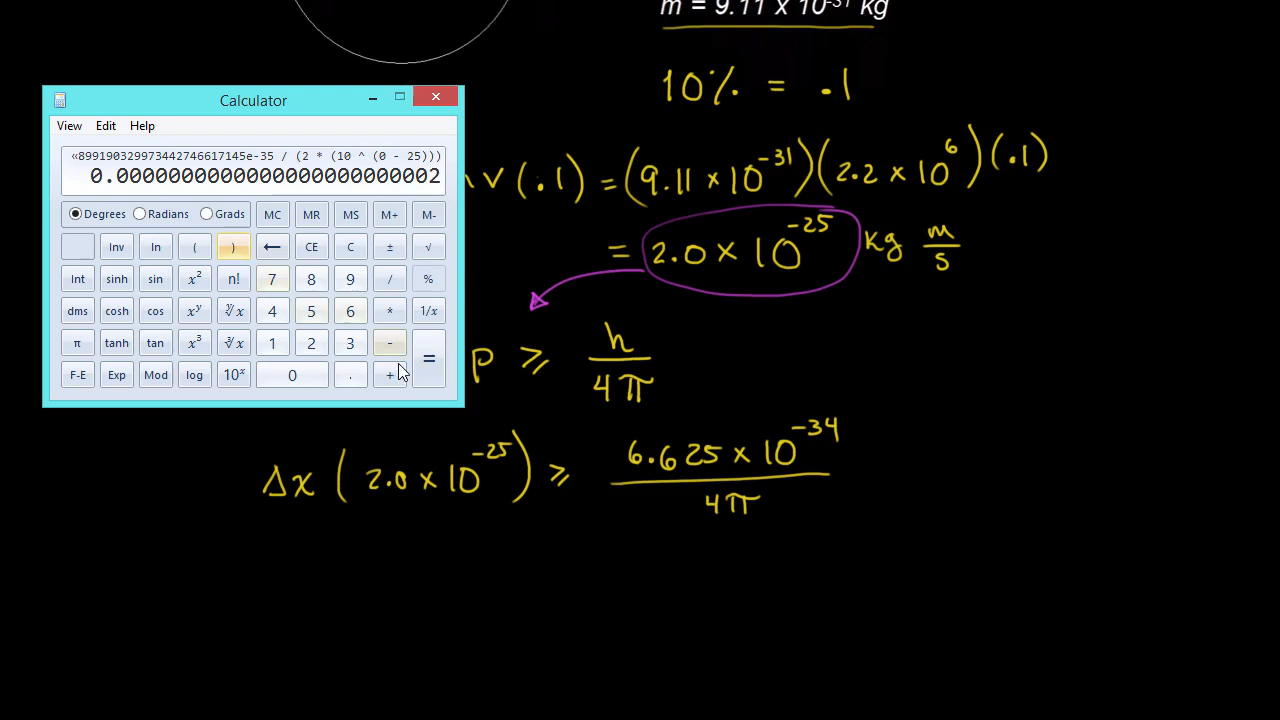 m = 9.11 x 10⁻³¹ kg
10% = .1
Calculator
View Edit Help
«899290329973442746617145e-35 / (2 * (10 ^ (0 - 25)))
0.0000000000000000000000002
Degrees Radians Grads MC MR MS M+ M-
Inv ln ( ) ← CE C ± √
Int sinh sin x² n! 7 8 9 / %
dms cosh cos xʸ ʸ√x 4 5 6 * 1/x
π tanh tan x³ ³√x 1 2 3 - =
F-E Exp Mod log 10ˣ 0 . +
v(.1) = (9.11 x 10⁻³¹)(2.2 x 10⁶)(.1)
= 2.0 x 10⁻²⁵ kg m/s
p ≥ h/4π
Δx (2.0 x 10⁻²⁵) ≥ 6.625 x 10⁻³⁴/4π